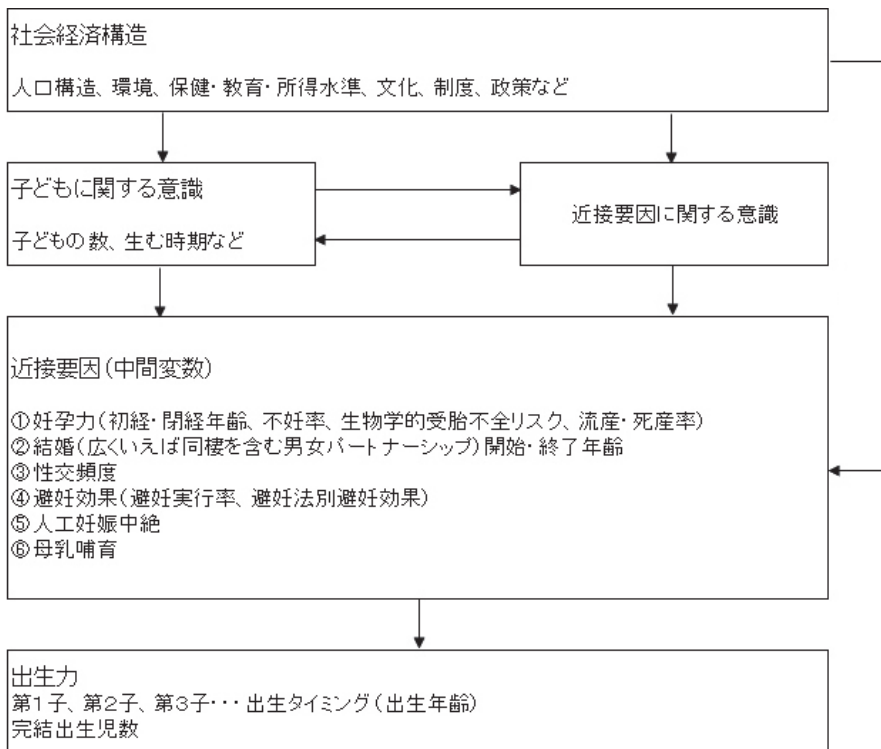 社会経済構造
人口構造、環境、保健・教育・所得水準、文化、制度、政策など
子どもに関する意識
子どもの数、生む時期など
近接要因に関する意識
近接要因(中間変数)
①妊孕力(初経・閉経年齢、不妊率、生物学的受胎不全リスク、流産・死産率)
②結婚(広くいえば同棲を含む男女パートナーシップ)開始・終了年齢
③性交頻度
④避妊効果(避妊実行率、避妊法別避妊効果)
⑤人工妊娠中絶
⑥母乳哺育
出生力
第1子、第2子、第3子・・・出生タイミング(出生年齢)
完結出生児数